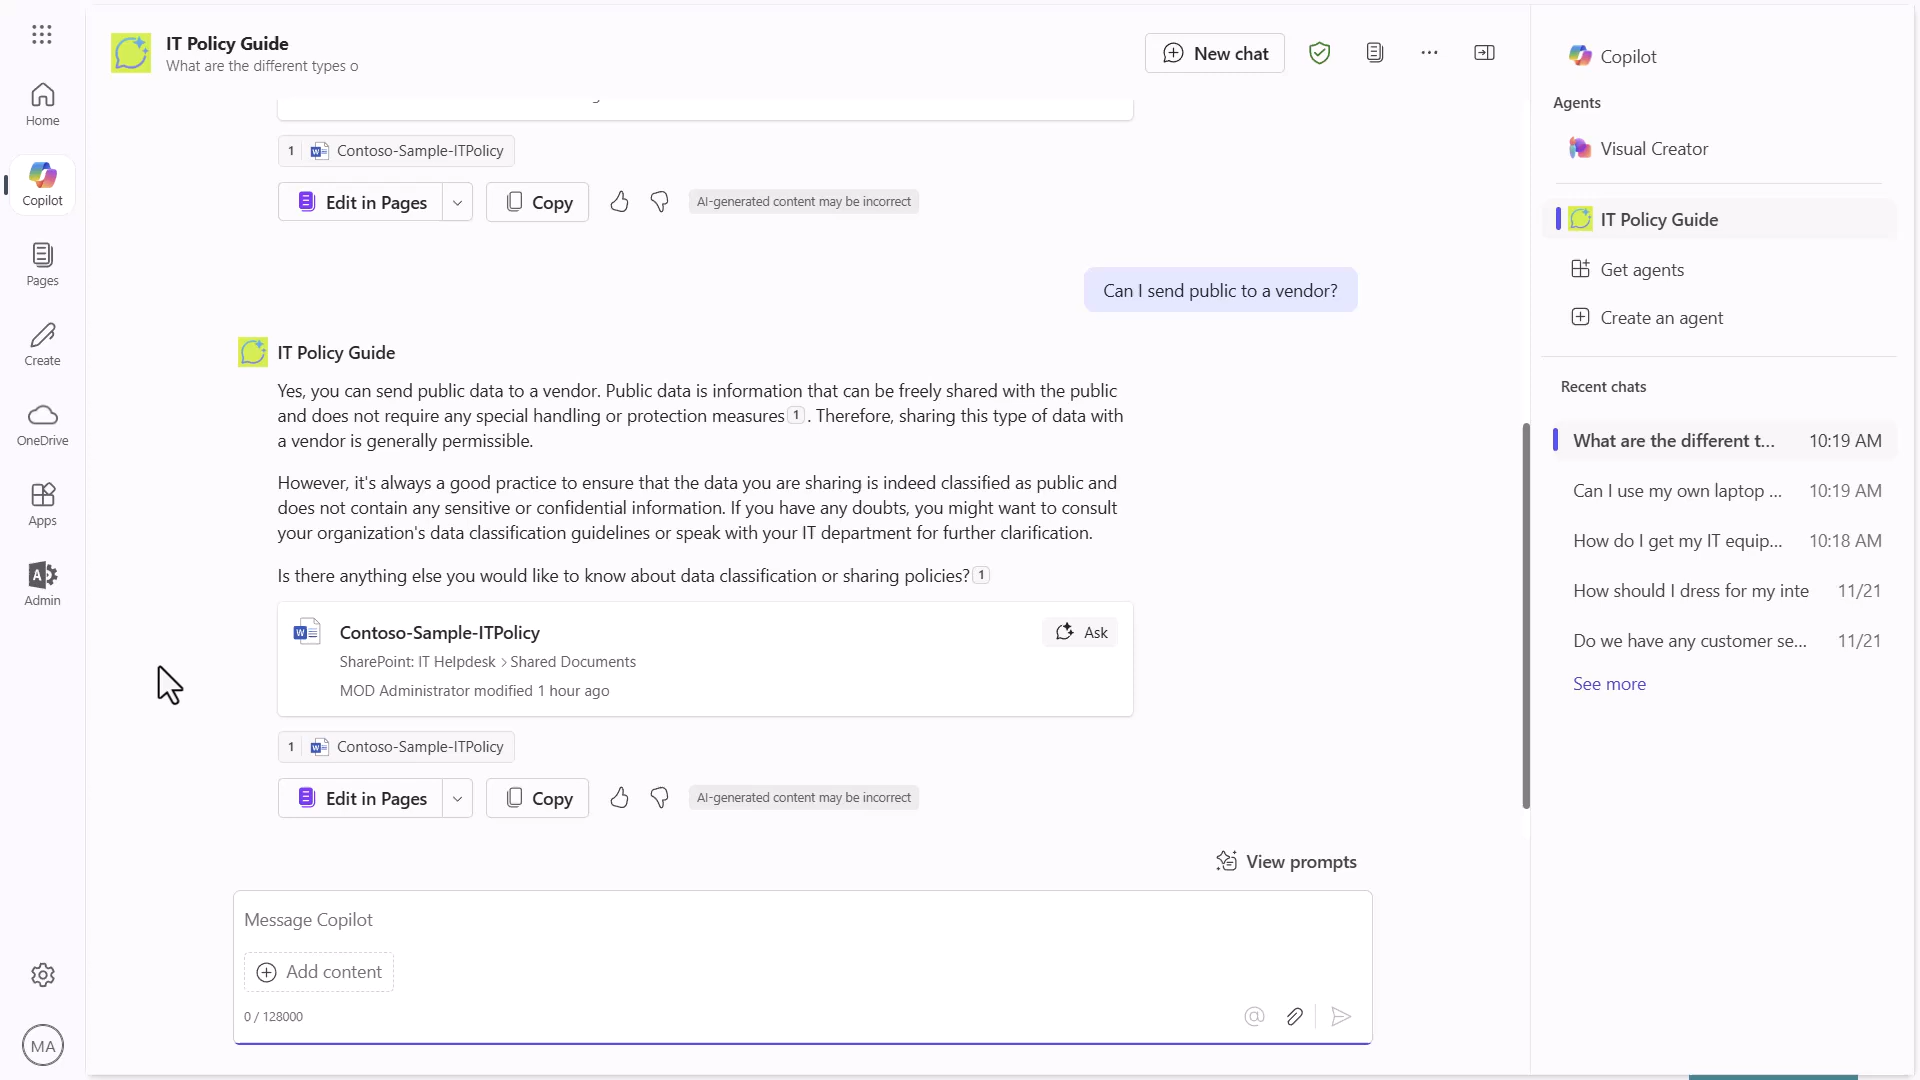 IT Policy Guide
What are the different types o
New chat
Home
Copilot
Pages
Create
OneDrive
Apps
Admin
MA
1 Contoso-Sample-ITPolicy
Edit in Pages
Copy
AI-generated content may be incorrect
Can I send public to a vendor?
IT Policy Guide
Yes, you can send public data to a vendor. Public data is information that can be freely shared with the public
and does not require any special handling or protection measures 1 . Therefore, sharing this type of data with
a vendor is generally permissible.
However, it's always a good practice to ensure that the data you are sharing is indeed classified as public and
does not contain any sensitive or confidential information. If you have any doubts, you might want to consult
your organization's data classification guidelines or speak with your IT department for further clarification.
Is there anything else you would like to know about data classification or sharing policies? 1
Contoso-Sample-ITPolicy
Ask
SharePoint: IT Helpdesk > Shared Documents
MOD Administrator modified 1 hour ago
1 Contoso-Sample-ITPolicy
Edit in Pages
Copy
AI-generated content may be incorrect
View prompts
Message Copilot
Add content
0 / 128000
Copilot
Agents
Visual Creator
IT Policy Guide
Get agents
Create an agent
Recent chats
What are the different t... 10:19 AM
Can I use my own laptop ... 10:19 AM
How do I get my IT equip... 10:18 AM
How should I dress for my inte 11/21
Do we have any customer se... 11/21
See more